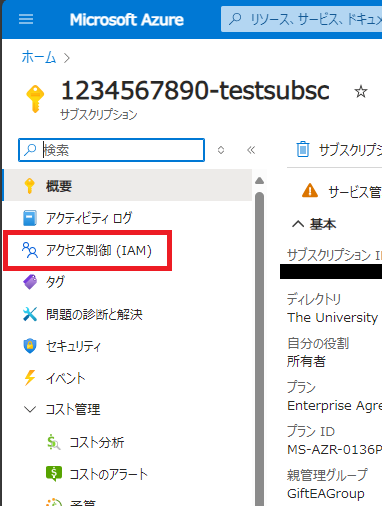 Microsoft Azure
リソース、サービス、ドキュメ
ホーム
1234567890-testsubsc
サブスクリプション
検索
概要
アクティビティ ログ
アクセス制御 (IAM)
タグ
問題の診断と解決
セキュリティ
イベント
コスト管理
コスト分析
コストのアラート
予算
サブスクリプシ
サービス管
基本
サブスクリプション I
ディレクトリ
The University
自分の役割
所有者
プラン
Enterprise Agre
プラン ID
MS-AZR-0136P
親管理グループ
GiftEAGroup